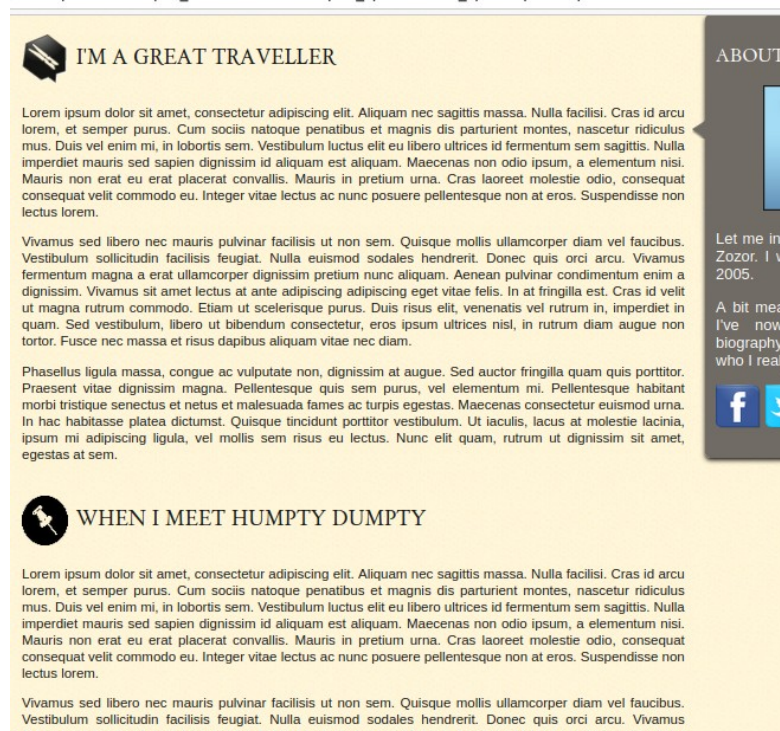 I'M A GREAT TRAVELLER
Lorem ipsum dolor sit amet, consectetur adipiscing elit. Aliquam nec sagittis massa. Nulla facilisi. Cras id arcu
lorem, et semper purus. Cum sociis natoque penatibus et magnis dis parturient montes, nascetur ridiculus
mus. Duis vel enim mi, in lobortis sem. Vestibulum luctus elit eu libero ultrices id fermentum sem sagittis. Nulla
imperdiet mauris sed sapien dignissim id aliquam est aliquam. Maecenas non odio ipsum, a elementum nisi.
Mauris non erat eu erat placerat convallis. Mauris in pretium urna. Cras laoreet molestie odio, consequat
consequat velit commodo eu. Integer vitae lectus ac nunc posuere pellentesque non at eros. Suspendisse non
lectus lorem.
Vivamus sed libero nec mauris pulvinar facilisis ut non sem. Quisque mollis ullamcorper diam vel faucibus.
Vestibulum sollicitudin facilisis feugiat. Nulla euismod sodales hendrerit. Donec quis orci arcu. Vivamus
fermentum magna a erat ullamcorper dignissim pretium nunc aliquam. Aenean pulvinar condimentum enim a
dignissim. Vivamus sit amet lectus at ante adipiscing adipiscing eget vitae felis. In at fringilla est. Cras id velit
ut magna rutrum commodo. Etiam ut scelerisque purus. Duis risus elit, venenatis vel rutrum in, imperdiet in
quam. Sed vestibulum, libero ut bibendum consectetur, eros ipsum ultrices nisl, in rutrum diam augue non
tortor. Fusce nec massa et risus dapibus aliquam vitae nec diam.
Phasellus ligula massa, congue ac vulputate non, dignissim at augue. Sed auctor fringilla quam quis porttitor.
Praesent vitae dignissim magna. Pellentesque quis sem purus, vel elementum mi. Pellentesque habitant
morbi tristique senectus et netus et malesuada fames ac turpis egestas. Maecenas consectetur euismod urna.
In hac habitasse platea dictumst. Quisque tincidunt porttitor vestibulum. Ut iaculis, lacus at molestie lacinia,
ipsum mi adipiscing ligula, vel mollis sem risus eu lectus. Nunc elit quam, rutrum ut dignissim sit amet,
egestas at sem.
WHEN I MEET HUMPTY DUMPTY
Lorem ipsum dolor sit amet, consectetur adipiscing elit. Aliquam nec sagittis massa. Nulla facilisi. Cras id arcu
lorem, et semper purus. Cum sociis natoque penatibus et magnis dis parturient montes, nascetur ridiculus
mus. Duis vel enim mi, in lobortis sem. Vestibulum luctus elit eu libero ultrices id fermentum sem sagittis. Nulla
imperdiet mauris sed sapien dignissim id aliquam est aliquam. Maecenas non odio ipsum, a elementum nisi.
Mauris non erat eu erat placerat convallis. Mauris in pretium urna. Cras laoreet molestie odio, consequat
consequat velit commodo eu. Integer vitae lectus ac nunc posuere pellentesque non at eros. Suspendisse non
lectus lorem.
Vivamus sed libero nec mauris pulvinar facilisis ut non sem. Quisque mollis ullamcorper diam vel faucibus.
Vestibulum sollicitudin facilisis feugiat. Nulla euismod sodales hendrerit. Donec quis orci arcu. Vivamus
ABOUT
Let me in
Zozor. I w
2005.
A bit mea
I've now
biography
who I real
f